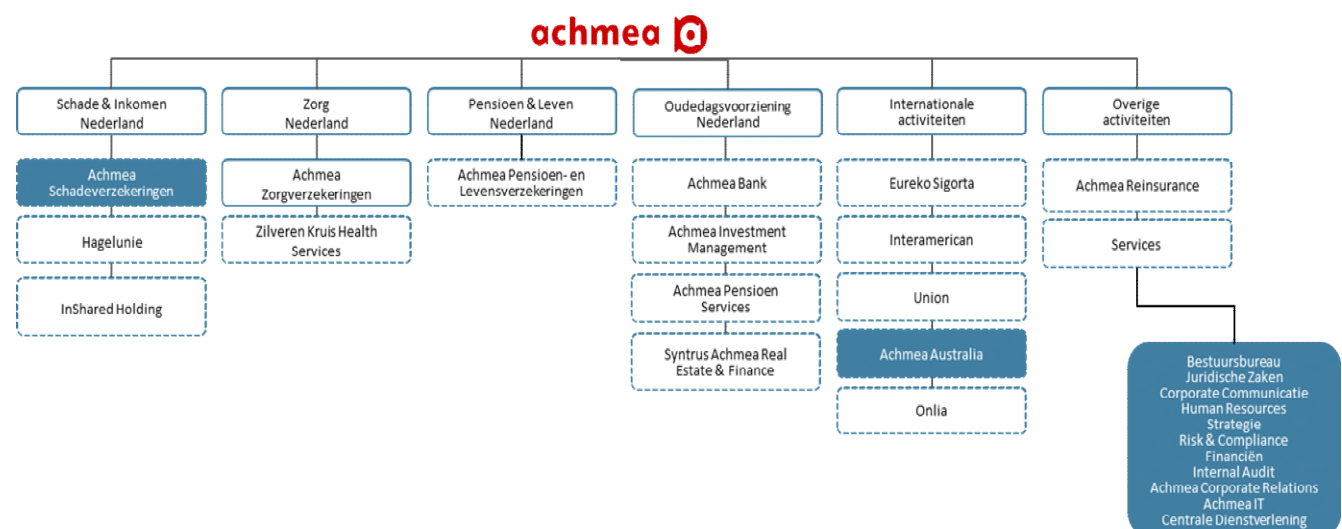 achmea
Schade & Inkomen
Nederland
Achmea
Schadeverzekeringen
Hagelunie
InShared Holding
Zorg
Nederland
Achmea
Zorgverzekeringen
Zilveren Kruis Health
Services
Pensioen & Leven
Nederland
Achmea Pensioen- en
Levensverzekeringen
Oudedagsvoorziening
Nederland
Achmea Bank
Achmea Investment
Management
Achmea Pensioen
Services
Syntrus Achmea Real
Estate & Finance
Internationale
activiteiten
Eureko Sigorta
Interamerican
Union
Achmea Australia
Onlia
Overige
activiteiten
Achmea Reinsurance
Services
Bestuursbureau
Juridische Zaken
Corporate Communicatie
Human Resources
Strategie
Risk & Compliance
Financiën
Internal Audit
Achmea Corporate Relations
Achmea IT
Centrale Dienstverlening